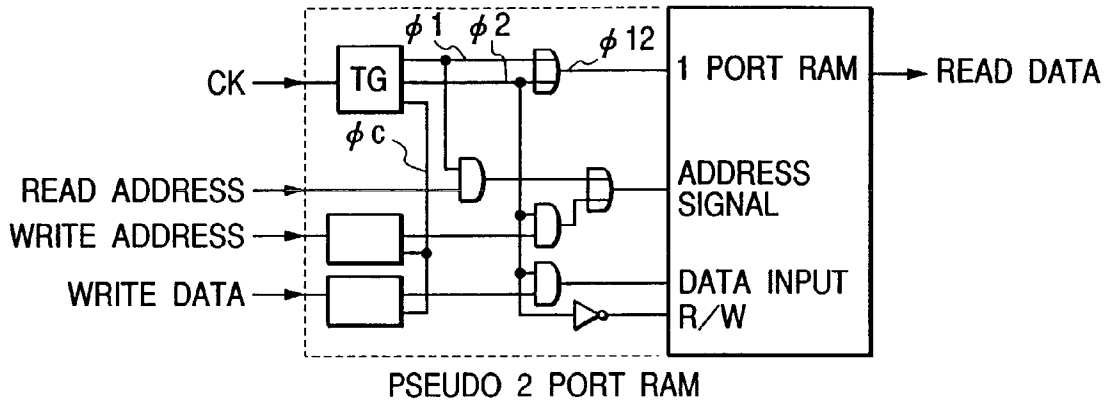 ϕ1 ϕ2 ϕ12
CK TG 1 PORT RAM READ DATA
ϕc
READ ADDRESS ADDRESS
SIGNAL
WRITE ADDRESS
WRITE DATA DATA INPUT
R/W
PSEUDO 2 PORT RAM